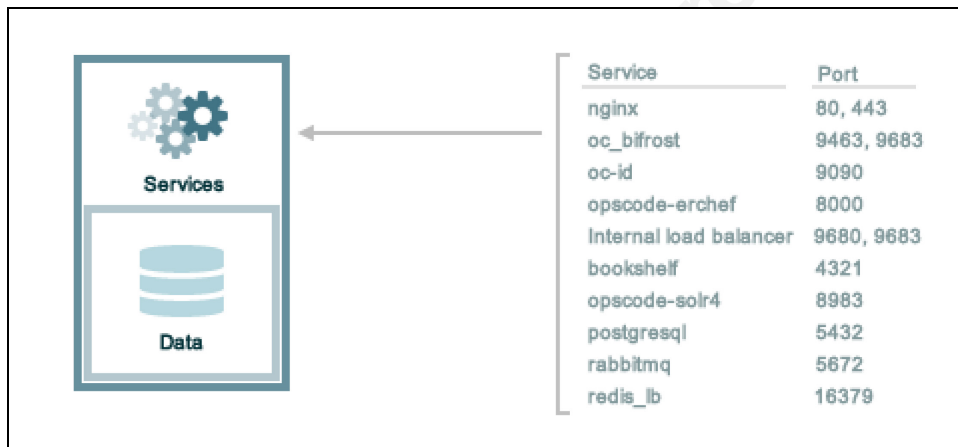 Services
Data
Service Port
nginx 80, 443
oc_bifrost 9463, 9683
oc-id 9090
opscode-erchef 8000
Internal load balancer 9680, 9683
bookshelf 4321
opscode-solr4 8983
postgresql 5432
rabbitmq 5672
redis_lb 16379